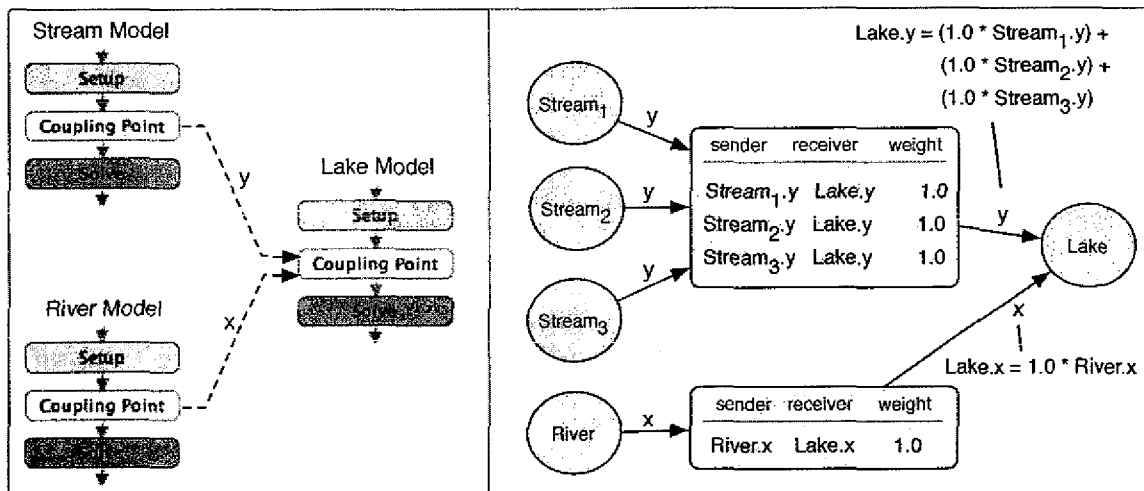 Stream Model
Setup
Coupling Point
Solve
y
Lake Model
Setup
Coupling Point
Solve
River Model
x
Setup
Coupling Point
Lake.y = (1.0 * Stream1.y) +
(1.0 * Stream2.y) +
(1.0 * Stream3.y)
Stream1
y
sender receiver weight
Stream1.y Lake.y 1.0
Stream2.y Lake.y 1.0
Stream3.y Lake.y 1.0
Stream2
y
y
Lake
Stream3
y
x
Lake.x = 1.0 * River.x
River
x
sender receiver weight
River.x Lake.x 1.0